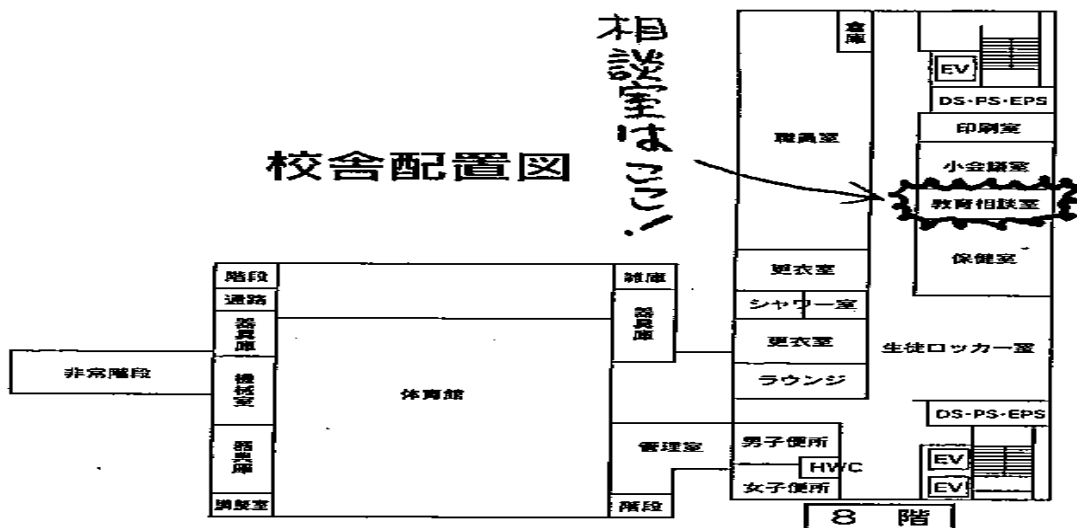 相談室はここ!
校舎配置図
倉庫
職員室
EV
DS・PS・EPS
印刷室
小会議室
教育相談室
保健室
更衣室
シャワー室
更衣室
ラウンジ
生徒ロッカー室
DS・PS・EPS
EV
EV
男子便所
HWC
女子便所
8 階
階段
通路
器具庫
機械室
器具庫
非常階段
体育館
雑庫
器具庫
管理室
階段